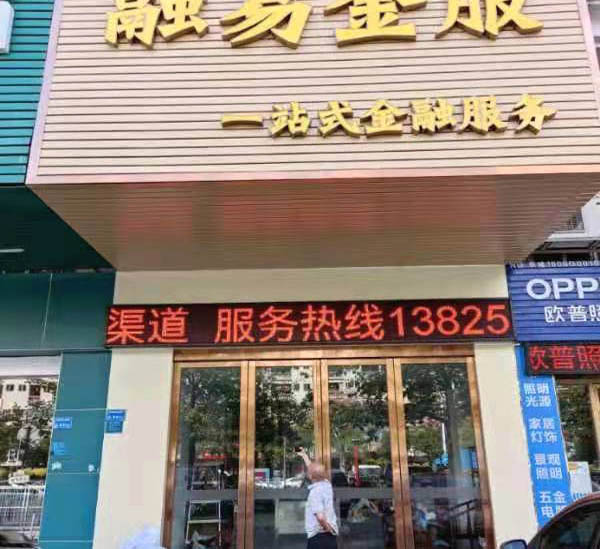 融易金服
一站式金融服务
渠道 服务热线13825
OPP
欧普照
欧普照
照明
光源
家居
灯饰
景观
照明
五金
电